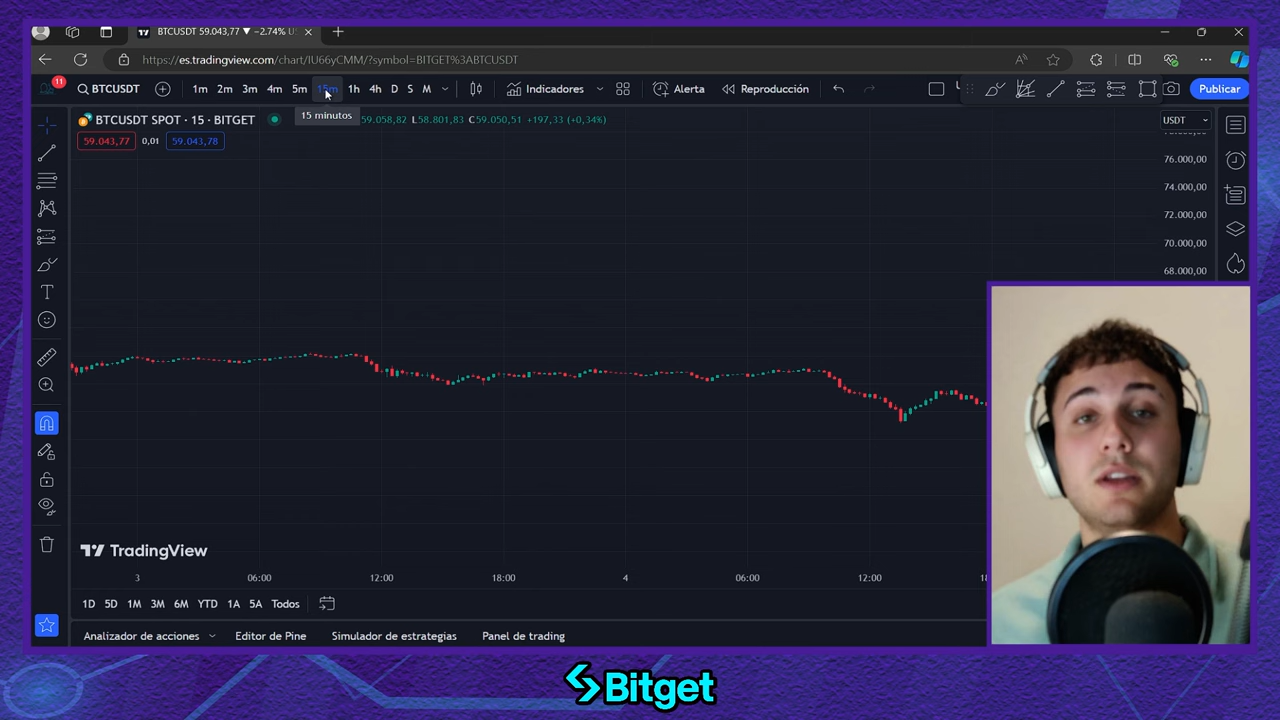 BTCUSDT 59.043,77 ▼ −2.74%
https://es.tradingview.com/chart/IU66yCMM/?symbol=BITGET%3ABTCUSDT
11
BTCUSDT 1m 2m 3m 4m 5m 15m 1h 4h D S M Indicadores Alerta Reproducción Publicar
15 minutos
BTCUSDT SPOT · 15 · BITGET 59.058,82 L58.801,83 C59.050,51 +197,33 (+0,34%) USDT
59.043,77 0,01 59.043,78
76.000,00
74.000,00
72.000,00
70.000,00
68.000,00
TradingView
3 06:00 12:00 18:00 4 06:00 12:00
1D 5D 1M 3M 6M YTD 1A 5A Todos
Analizador de acciones Editor de Pine Simulador de estrategias Panel de trading
Bitget